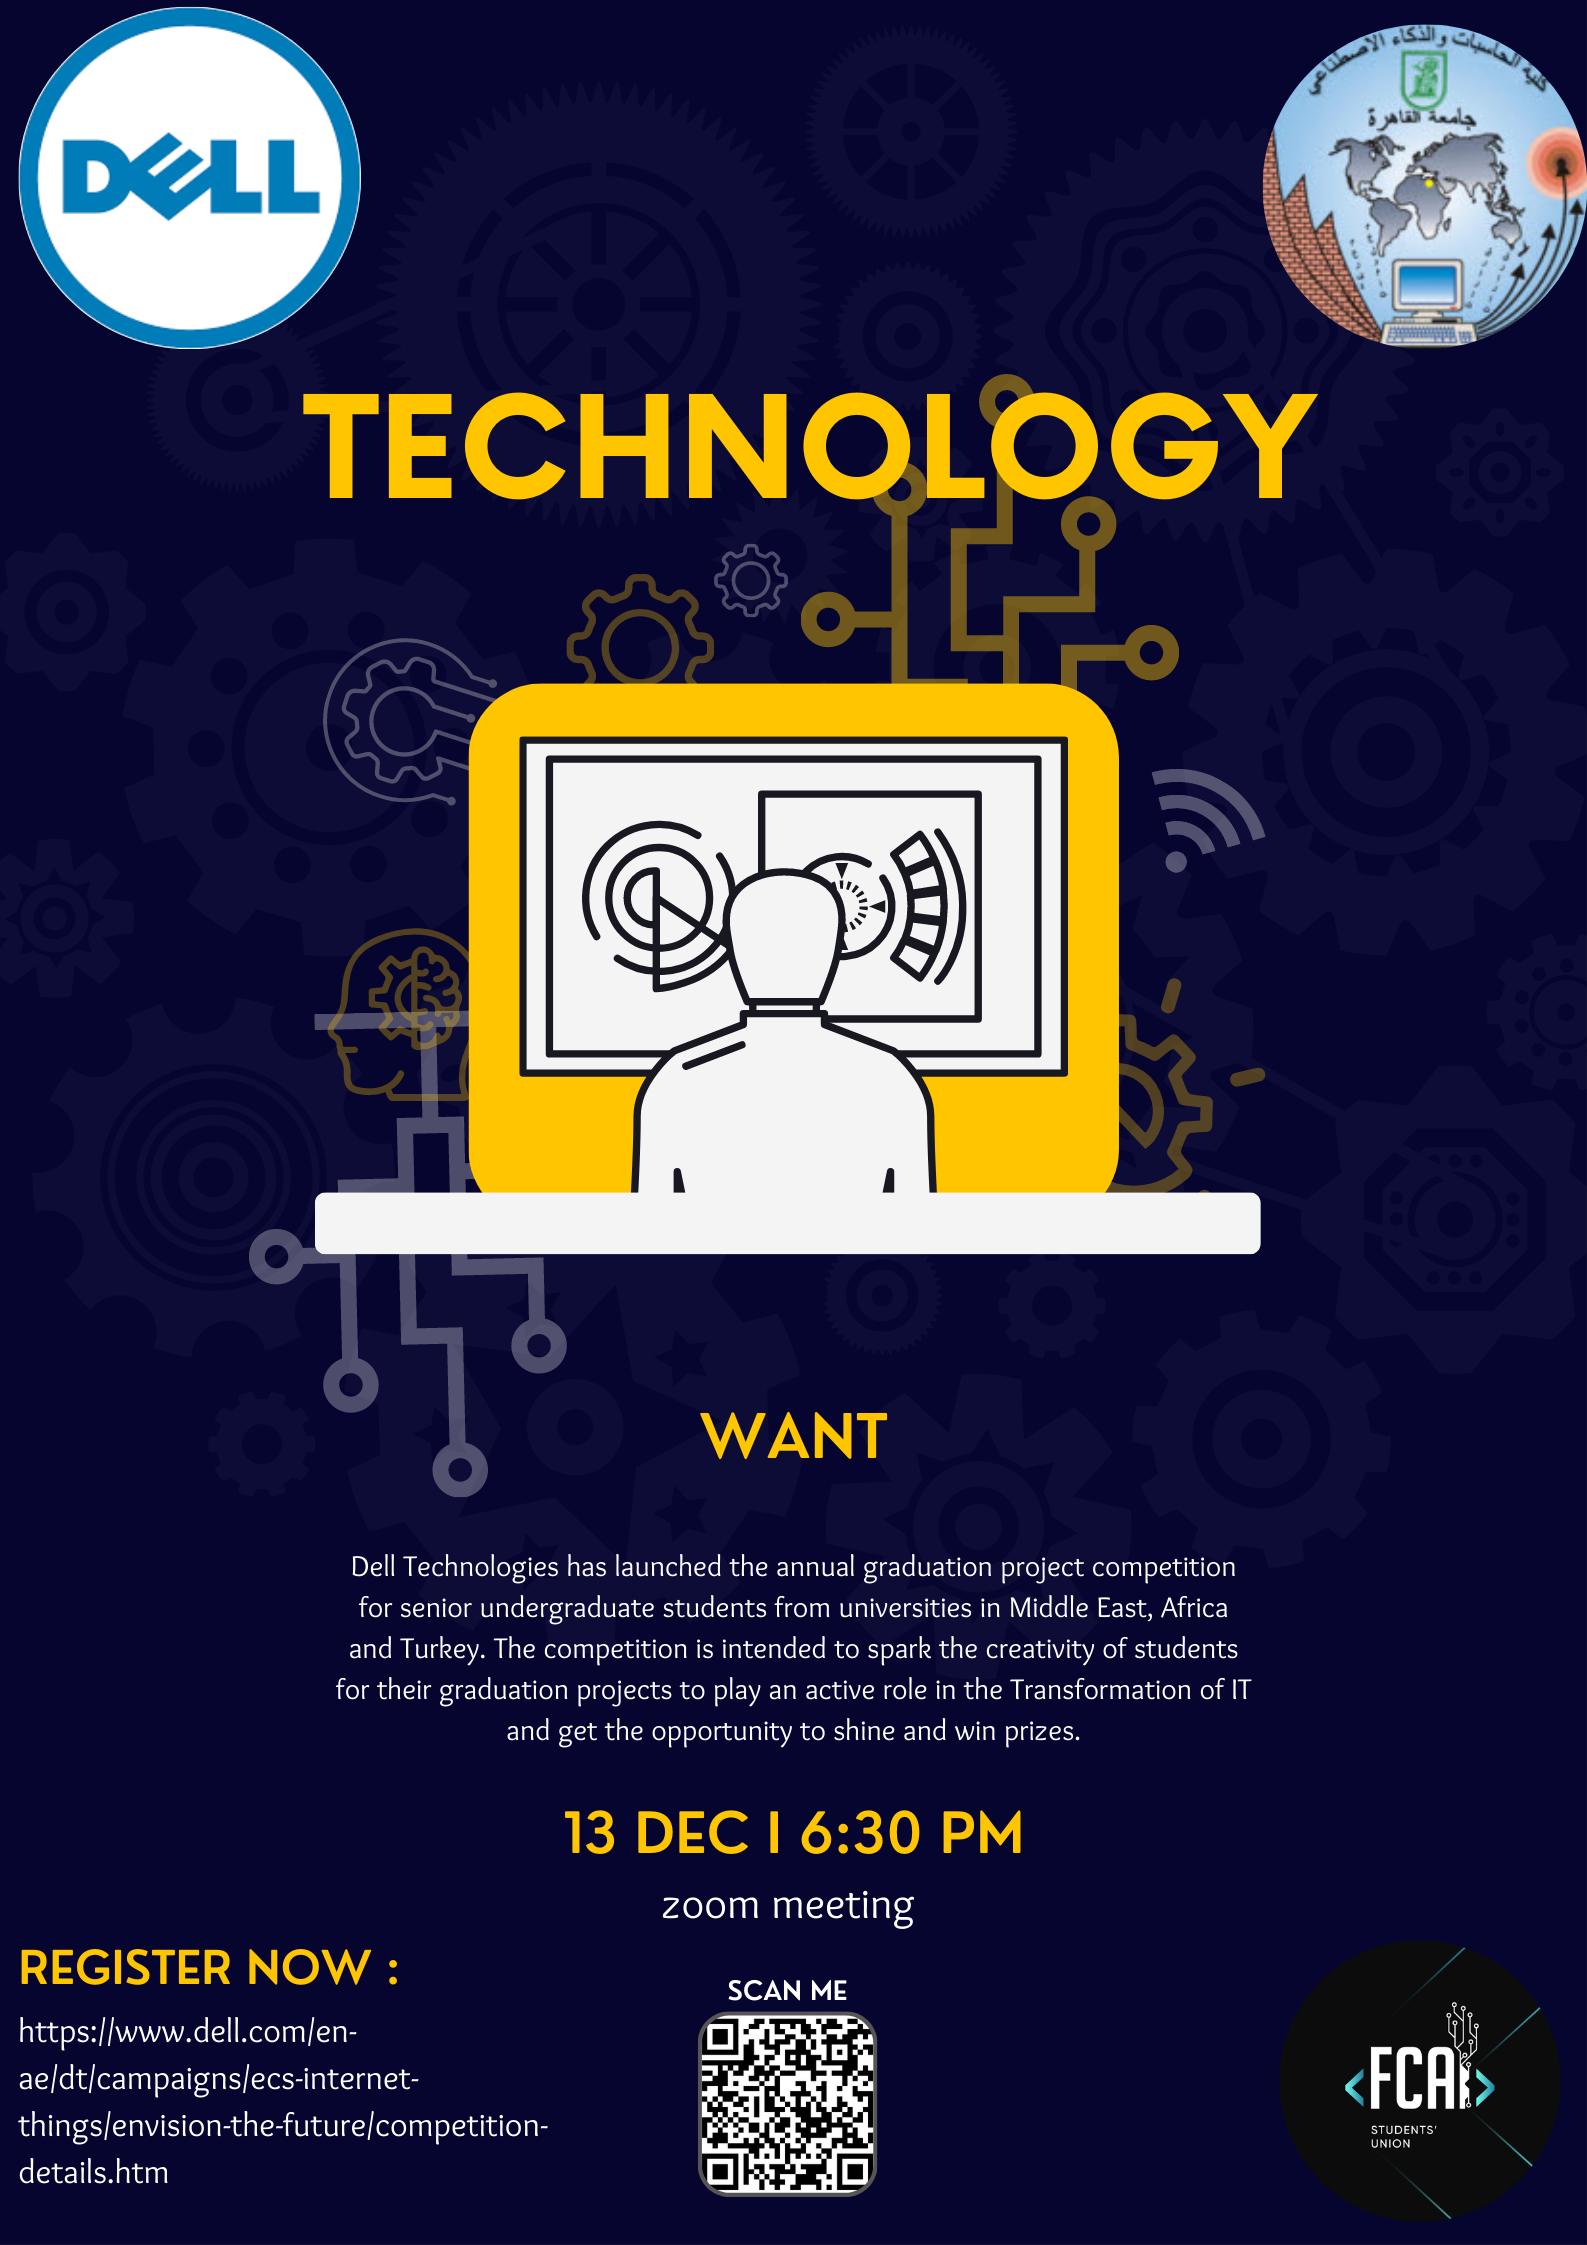 DELL
كلية الحاسبات والذكاء الاصطناعي
جامعة القاهرة
TECHNOLOGY
WANT
Dell Technologies has launched the annual graduation project competition
for senior undergraduate students from universities in Middle East, Africa
and Turkey. The competition is intended to spark the creativity of students
for their graduation projects to play an active role in the Transformation of IT
and get the opportunity to shine and win prizes.
13 DEC I 6:30 PM
zoom meeting
REGISTER NOW :
https://www.dell.com/en-
ae/dt/campaigns/ecs-internet-
things/envision-the-future/competition-
details.htm
SCAN ME
<FCAI>
STUDENTS'
UNION